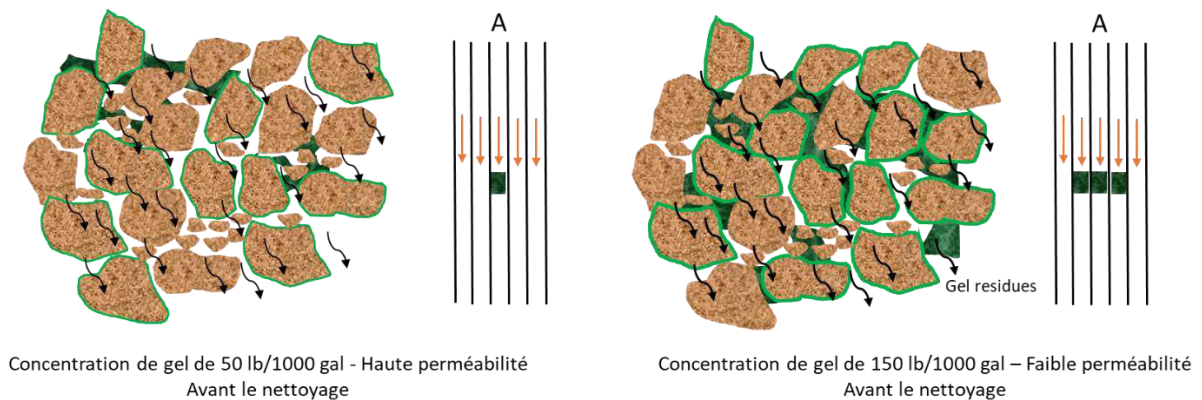 A
A
Gel residues
Concentration de gel de 50 lb/1000 gal - Haute perméabilité
Avant le nettoyage
Concentration de gel de 150 lb/1000 gal – Faible perméabilité
Avant le nettoyage